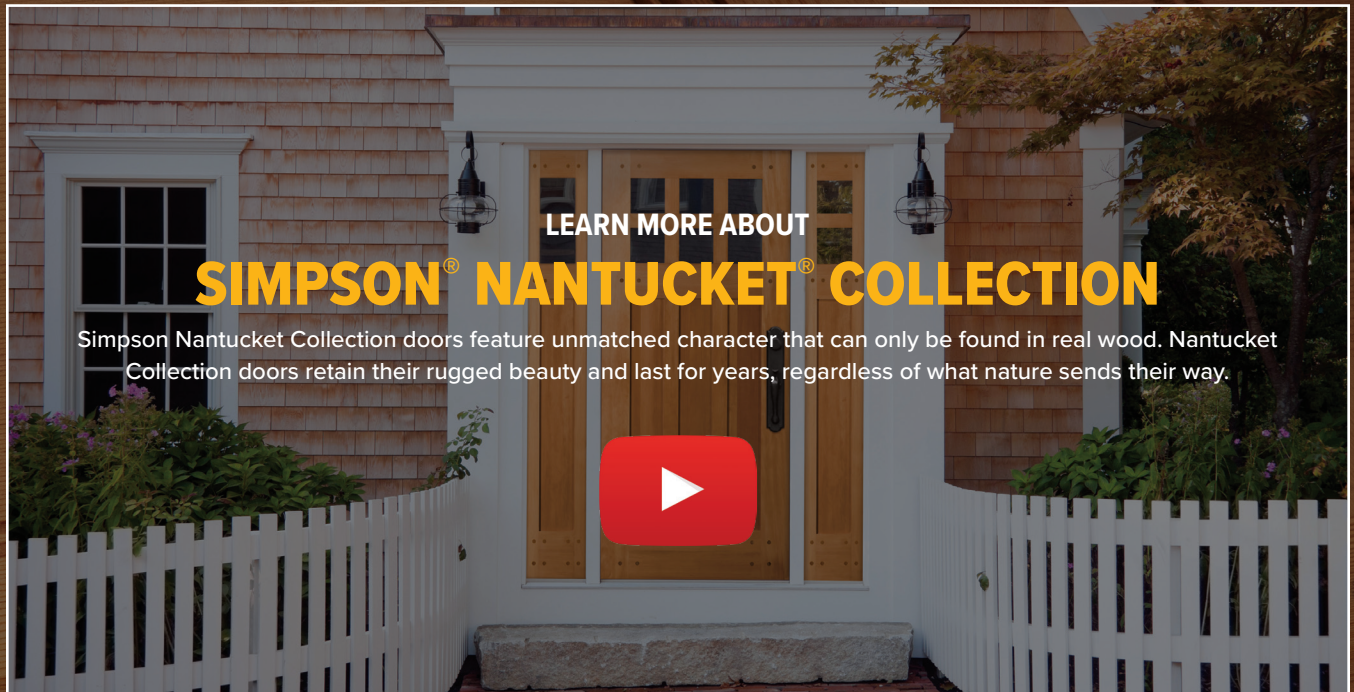 LEARN MORE ABOUT
SIMPSON® NANTUCKET® COLLECTION
Simpson Nantucket Collection doors feature unmatched character that can only be found in real wood. Nantucket
Collection doors retain their rugged beauty and last for years, regardless of what nature sends their way.